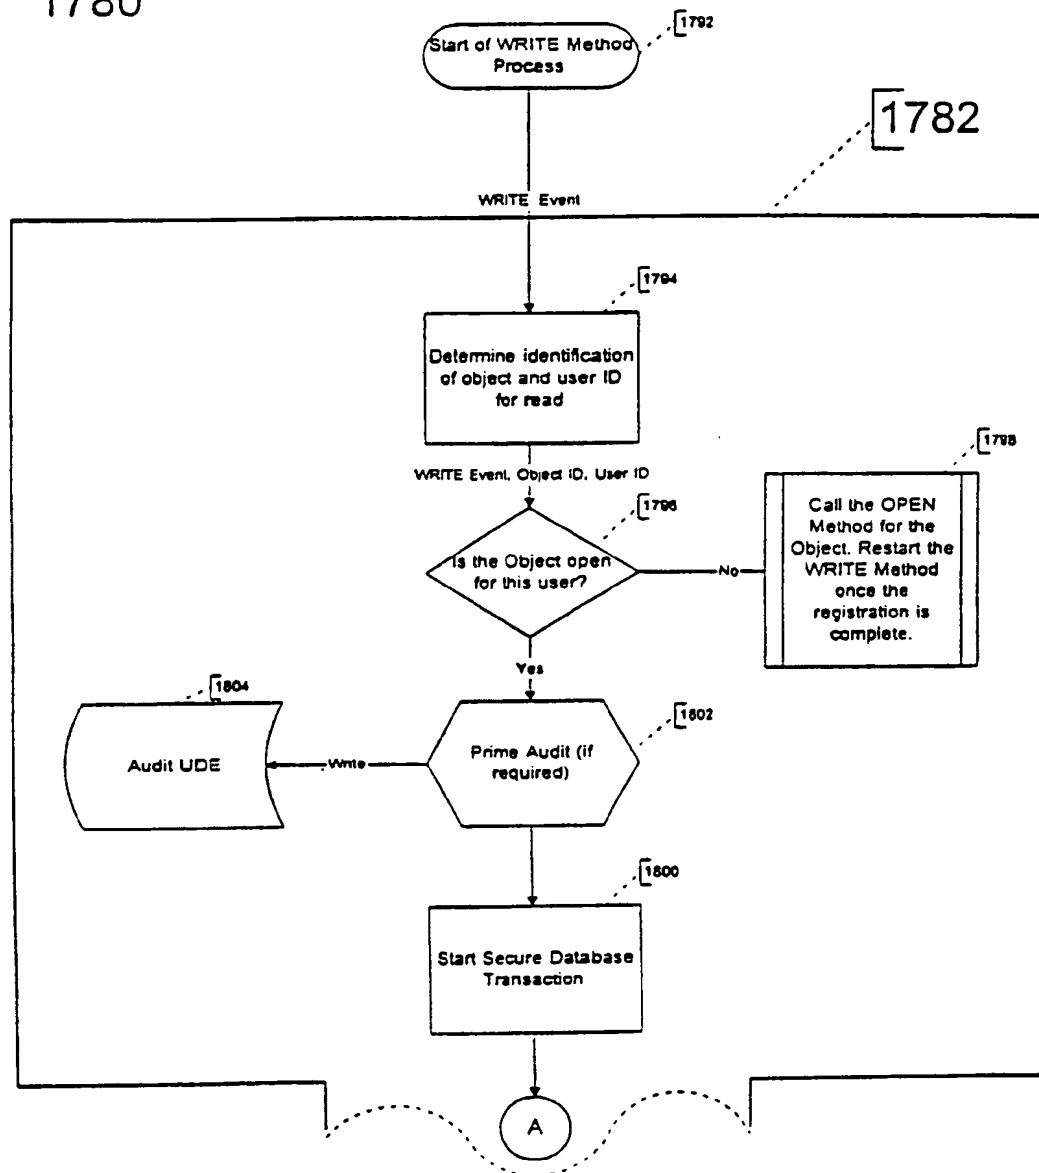 1780
1792
Start of WRITE Method
Process
1782
WRITE Event
1794
Determine identification
of object and user ID
for read
WRITE Event, Object ID, User ID
1796
1798
Is the Object open
for this user?
No
Call the OPEN
Method for the
Object. Restart the
WRITE Method
once the
registration is
complete.
Yes
1804
1802
Audit UDE
Write
Prime Audit (if
required)
1800
Start Secure Database
Transaction
A